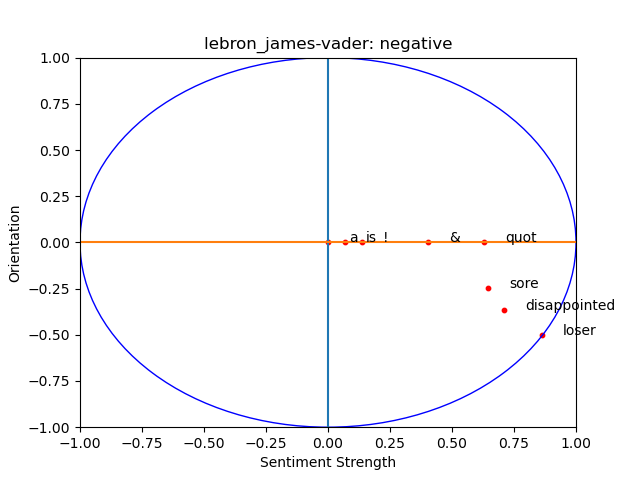 lebron_james-vader: negative
1.00
0.75
0.50
0.25
0.00
−0.25
−0.50
−0.75
−1.00
Orientation
a is ! & quot
sore
disappointed
loser
−1.00 −0.75 −0.50 −0.25 0.00 0.25 0.50 0.75 1.00
Sentiment Strength